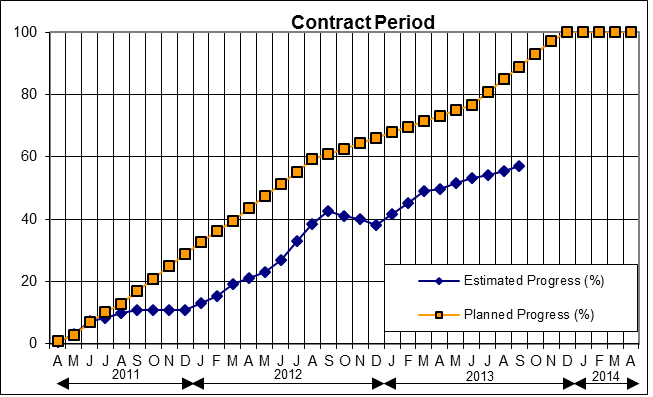 Contract Period
100
80
60
40
20
0
Estimated Progress (%)
Planned Progress (%)
A M J J A S O N D J F M A M J J A S O N D J F M A M J J A S O N D J F M A
2011 2012 2013 2014